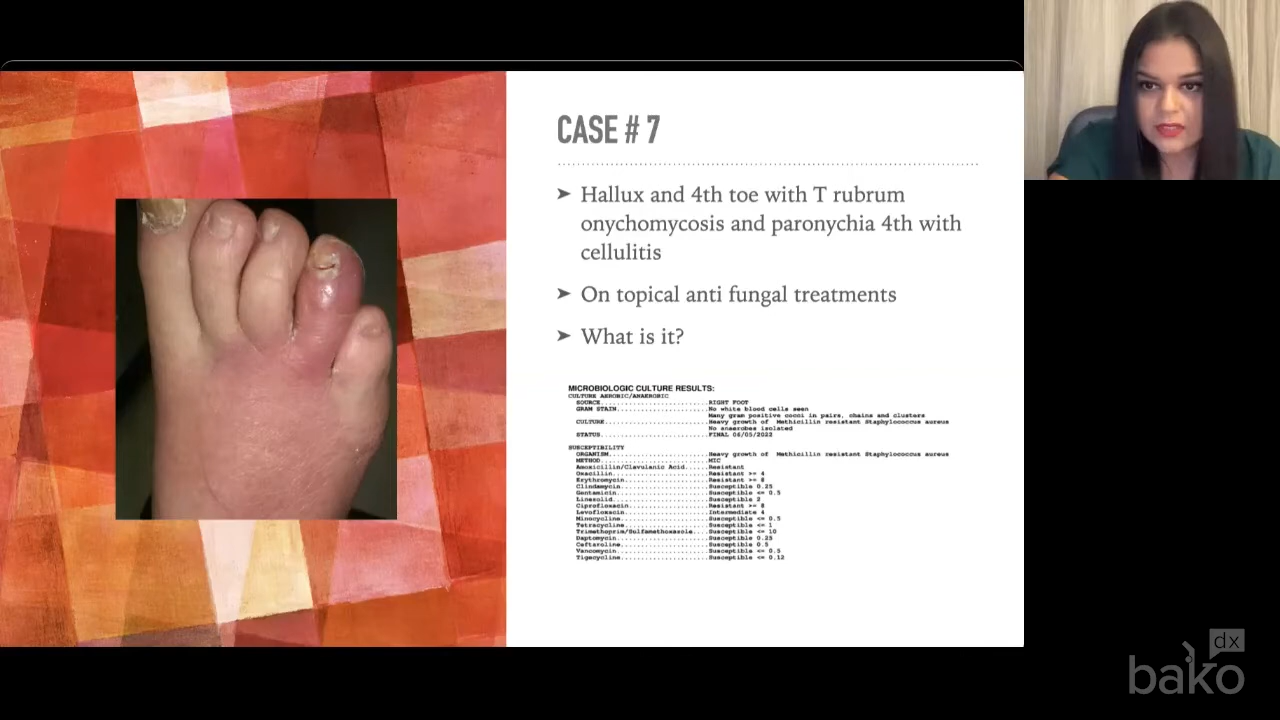 CASE # 7
➤ Hallux and 4th toe with T rubrum
onychomycosis and paronychia 4th with
cellulitis
➤ On topical anti fungal treatments
➤ What is it?
MICROBIOLOGIC CULTURE RESULTS:
CULTURE AEROBIC/ANAEROBIC
SOURCE..........................RIGHT FOOT
GRAM STAIN......................No white blood cells seen
Many gram positive cocci in pairs, chains and clusters
CULTURE.........................Heavy growth of Methicillin resistant Staphylococcus aureus
No anaerobes isolated
STATUS..........................FINAL 06/05/2022
SUSCEPTIBILITY
ORGANISM........................Heavy growth of Methicillin resistant Staphylococcus aureus
METHOD..........................MIC
Amoxicillin/Clavulanic Acid.....Resistant
Oxacillin.......................Resistant >= 4
Erythromycin....................Resistant >= 8
Clindamycin.....................Susceptible 0.25
Gentamicin......................Susceptible <= 0.5
Linezolid.......................Susceptible 2
Ciprofloxacin...................Resistant >= 8
Levofloxacin....................Intermediate 4
Minocycline.....................Susceptible <= 0.5
Tetracycline....................Susceptible <= 1
Trimethoprim/Sulfamethoxazole...Susceptible <= 10
Daptomycin......................Susceptible 0.25
Ceftaroline.....................Susceptible 0.5
Vancomycin......................Susceptible <= 0.5
Tigecycline.....................Susceptible <= 0.12
dx
bako